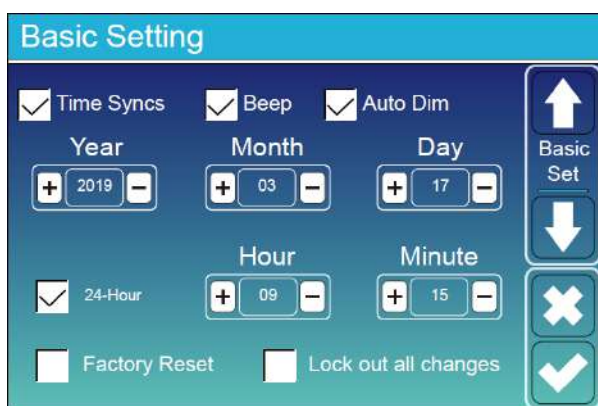 Basic Setting
Time Syncs Beep Auto Dim
Year Month Day
+ 2019 - + 03 - + 17 -
Basic
Set
Hour Minute
24-Hour + 09 - + 15 -
Factory Reset Lock out all changes